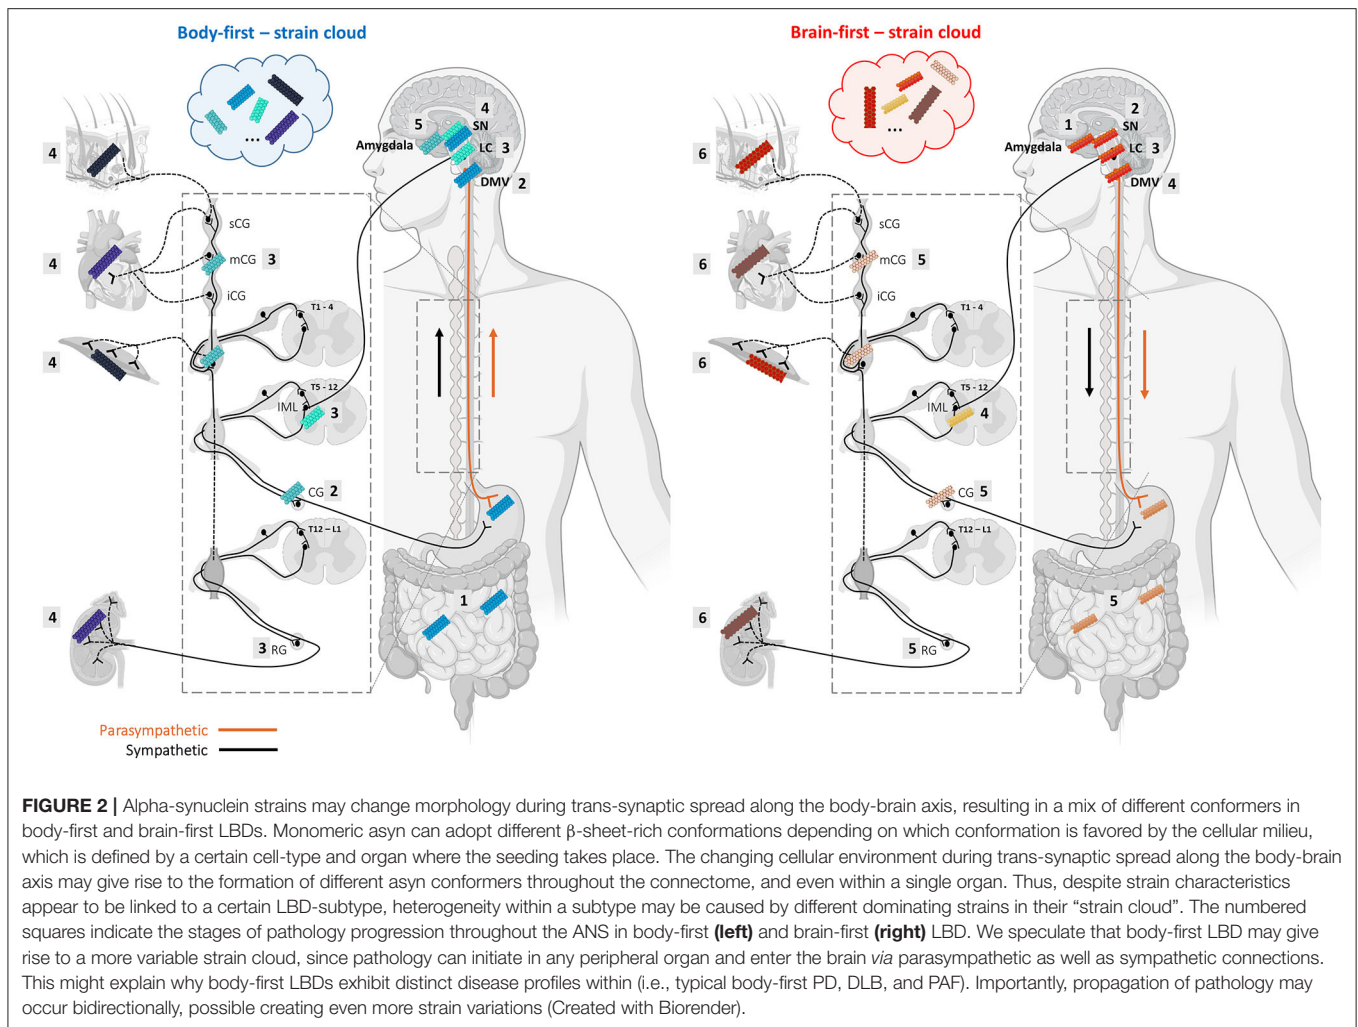 Body-first – strain cloud
...
4
5
SN
Amygdala
LC
3
DMV
2
4
sCG
4
mCG
3
iCG
T1 - 4
4
T5 - 12
IML
3
CG
2
T12 – L1
1
4
3
RG
Parasympathetic
Sympathetic
Brain-first – strain cloud
...
2
1
SN
Amygdala
LC
3
DMV
4
6
sCG
6
mCG
5
iCG
T1 - 4
6
T5 - 12
IML
4
CG
5
T12 – L1
5
6
5
RG
FIGURE 2 | Alpha-synuclein strains may change morphology during trans-synaptic spread along the body-brain axis, resulting in a mix of different conformers in
body-first and brain-first LBDs. Monomeric asyn can adopt different β-sheet-rich conformations depending on which conformation is favored by the cellular milieu,
which is defined by a certain cell-type and organ where the seeding takes place. The changing cellular environment during trans-synaptic spread along the body-brain
axis may give rise to the formation of different asyn conformers throughout the connectome, and even within a single organ. Thus, despite strain characteristics
appear to be linked to a certain LBD-subtype, heterogeneity within a subtype may be caused by different dominating strains in their “strain cloud”. The numbered
squares indicate the stages of pathology progression throughout the ANS in body-first (left) and brain-first (right) LBD. We speculate that body-first LBD may give
rise to a more variable strain cloud, since pathology can initiate in any peripheral organ and enter the brain via parasympathetic as well as sympathetic connections.
This might explain why body-first LBDs exhibit distinct disease profiles within (i.e., typical body-first PD, DLB, and PAF). Importantly, propagation of pathology may
occur bidirectionally, possible creating even more strain variations (Created with Biorender).